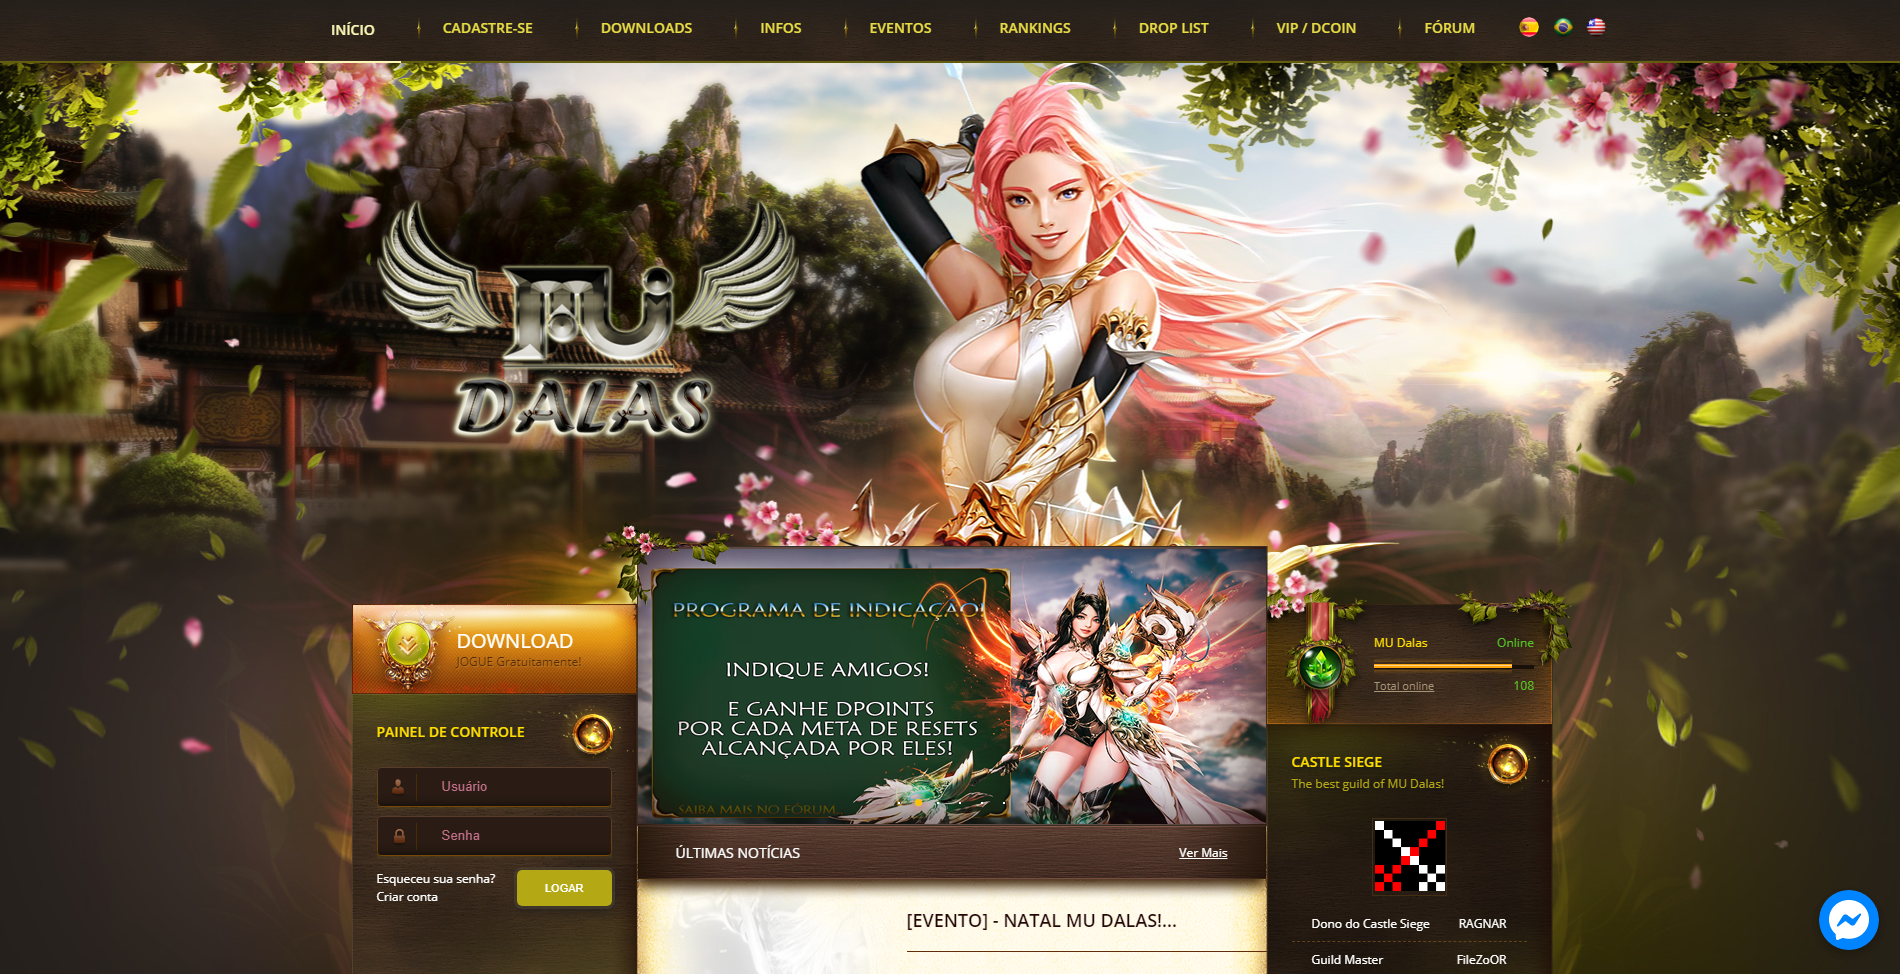 INÍCIO
CADASTRE-SE
DOWNLOADS
INFOS
EVENTOS
RANKINGS
DROP LIST
VIP / DCOIN
FÓRUM
MU
DALAS
DOWNLOAD
JOGUE Gratuitamente!
PAINEL DE CONTROLE
Usuário
Senha
Esqueceu sua senha?
Criar conta
LOGAR
PROGRAMA DE INDICAÇÃO!
INDIQUE AMIGOS!
E GANHE DPOINTS
POR CADA META DE RESETS
ALCANÇADA POR ELES!
SAIBA MAIS NO FÓRUM
ÚLTIMAS NOTÍCIAS
Ver Mais
[EVENTO] - NATAL MU DALAS!...
MU Dalas
Online
Total online
108
CASTLE SIEGE
The best guild of MU Dalas!
Dono do Castle Siege
RAGNAR
Guild Master
FileZoOR